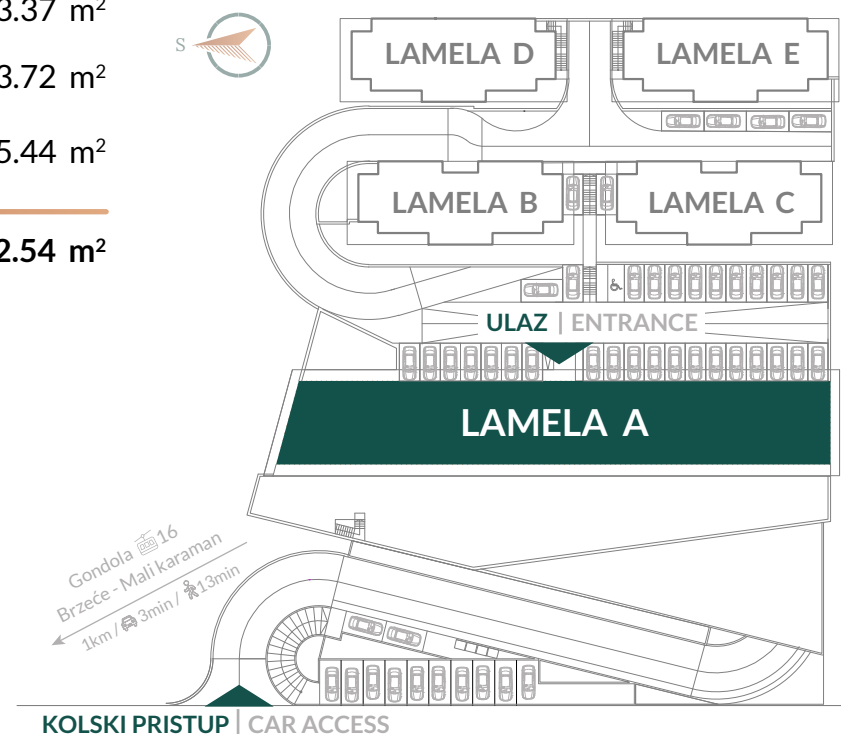 3.37 m²
3.72 m²
5.44 m²
2.54 m²
S
LAMELA D
LAMELA E
LAMELA B
LAMELA C
ULAZ | ENTRANCE
LAMELA A
Gondola 16
Brzeće - Mali karaman
1km / 3min / 13min
KOLSKI PRISTUP | CAR ACCESS